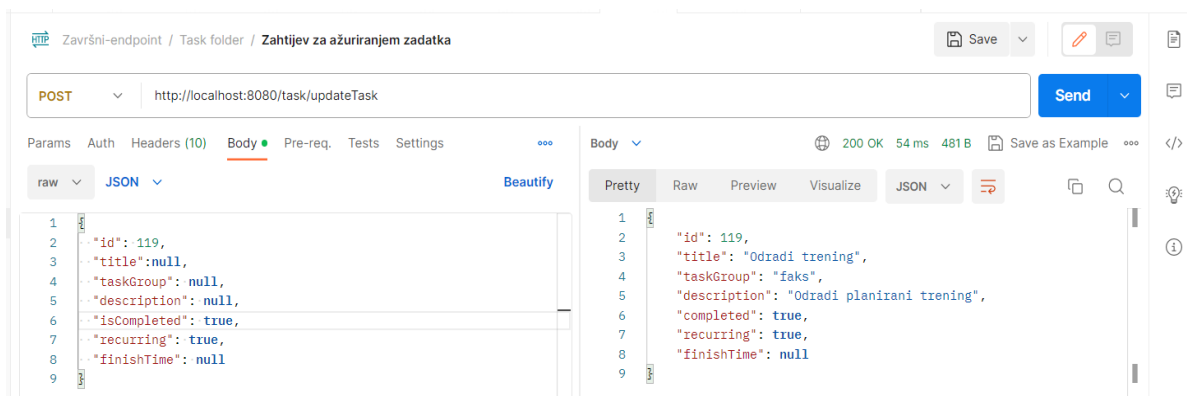 HTTP Završni-endpoint / Task folder / Zahtijev za ažuriranjem zadatka Save
POST http://localhost:8080/task/updateTask Send
Params Auth Headers (10) Body Pre-req. Tests Settings
raw JSON Beautify
1 {
2 "id": 119,
3 "title":null,
4 "taskGroup": null,
5 "description": null,
6 "isCompleted": true,
7 "recurring": true,
8 "finishTime": null
9 }
Body 200 OK 54 ms 481 B Save as Example
Pretty Raw Preview Visualize JSON
1 {
2 "id": 119,
3 "title": "Odradi trening",
4 "taskGroup": "faks",
5 "description": "Odradi planirani trening",
6 "completed": true,
7 "recurring": true,
8 "finishTime": null
9 }